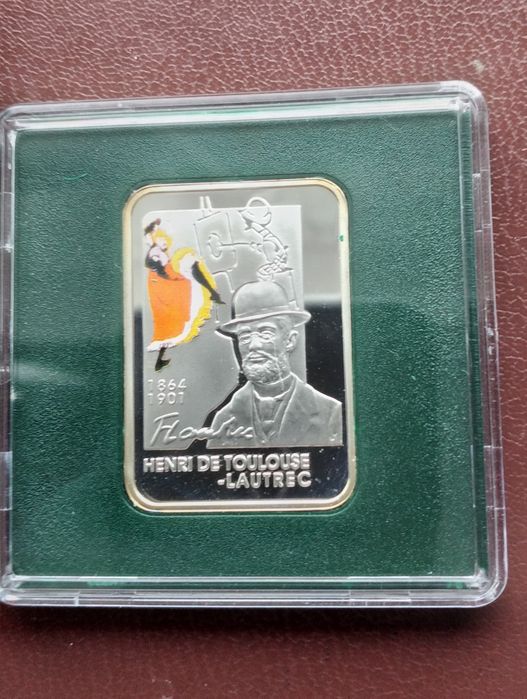 1864
1901
HENRI DE TOULOUSE
-LAUTREC